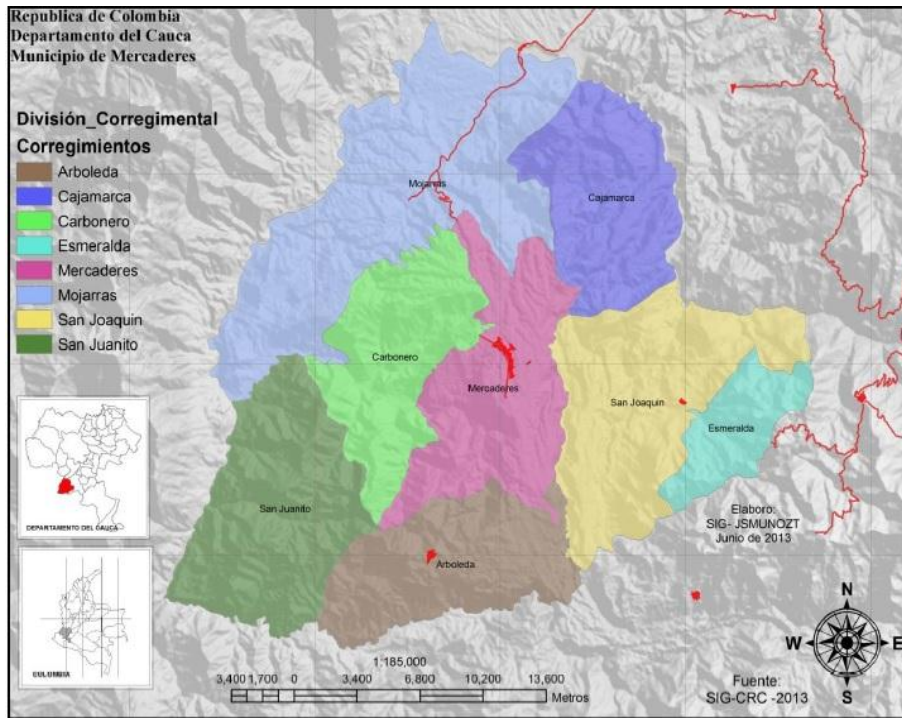 Republica de Colombia
Departamento del Cauca
Municipio de Mercaderes
División_Corregimental
Corregimientos
Arboleda
Cajamarca
Carbonero
Esmeralda
Mercaderes
Mojarras
San Joaquin
San Juanito
Mojarras
Cajamarca
Carbonero
Mercaderes
San Joaquin
Esmeralda
San Juanito
Arboleda
DEPARTAMENTO DEL CAUCA
COLOMBIA
Elaboro:
SIG- JSMUNOZT
Junio de 2013
1:185,000
3,400 1,700 0 3,400 6,800 10,200 13,600
Metros
N
W E
S
Fuente:
SIG-CRC -2013